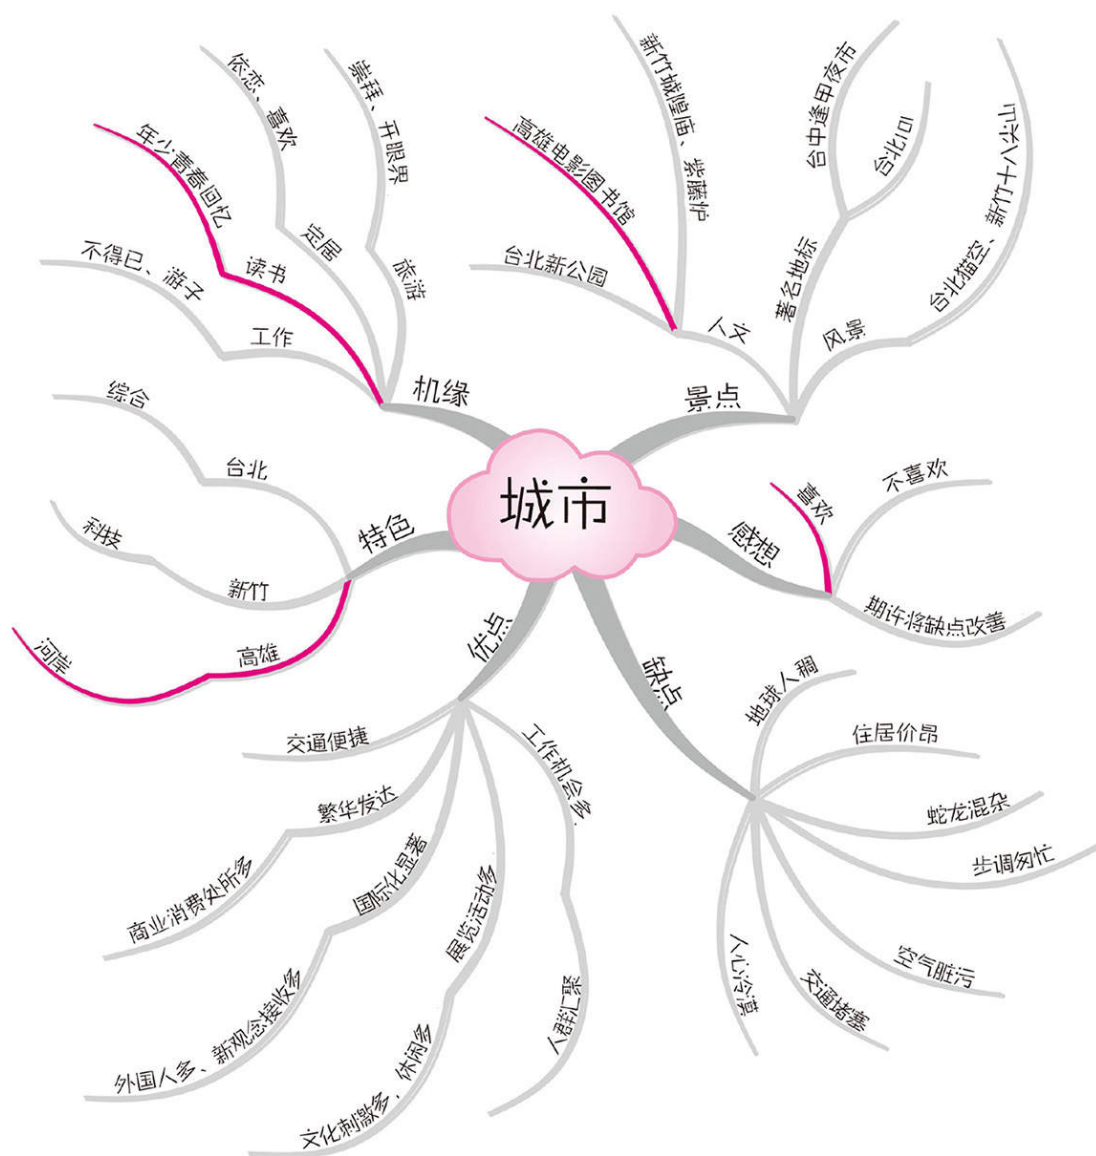 城市
机缘
旅游
崇拜、开眼界
定居
依恋、喜欢
读书
年少青春回忆
工作
不得已、游子
景点
人文
台北新公园
高雄电影图书馆
新竹城隍庙、紫藤炉
著名地标
台中逢甲夜市
台北101
风景
台北猫空、新竹十八尖山
特色
台北
综合
新竹
科技
高雄
河岸
感想
喜欢
不喜欢
期许将缺点改善
优点
交通便捷
繁华发达
商业消费处所多
国际化显著
外国人多、新观念接收多
展览活动多
文化刺激多、休闲多
工作机会多
人群汇聚
缺点
地球人稠
住居价昂
蛇龙混杂
步调匆忙
空气脏污
交通堵塞
人心冷漠